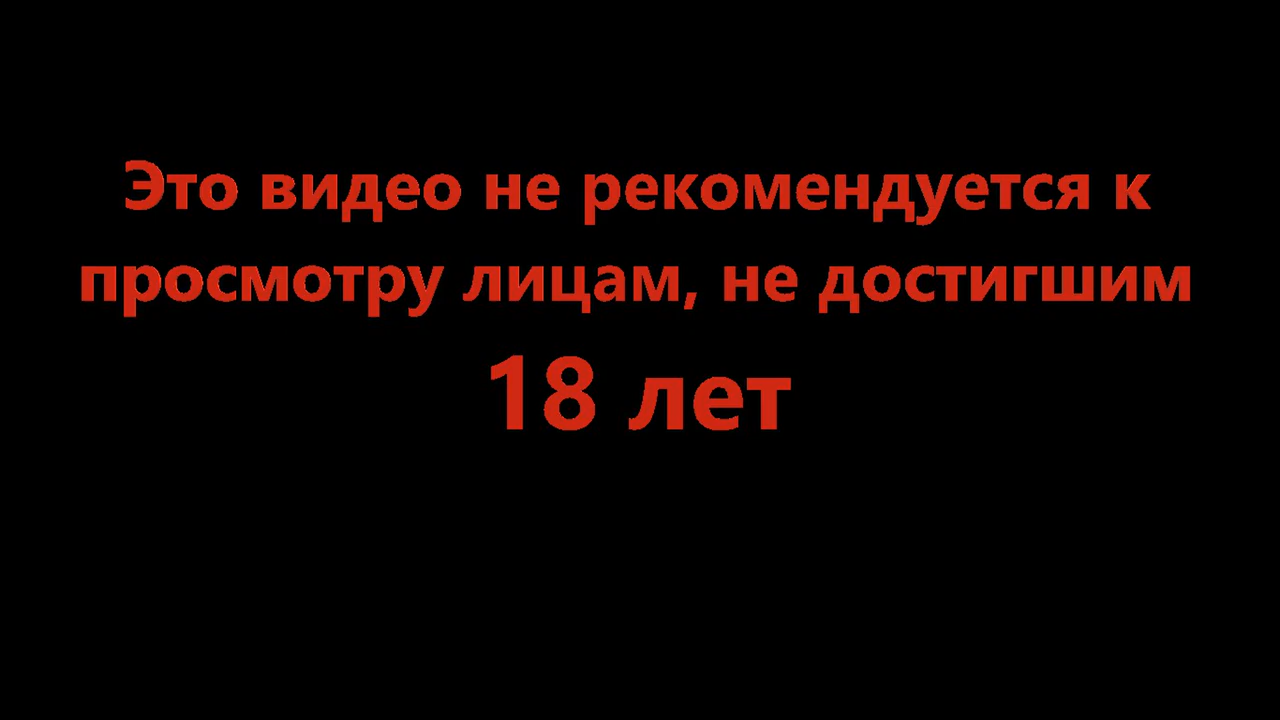 Это видео не рекомендуется к
просмотру лицам, не достигшим
18 лет